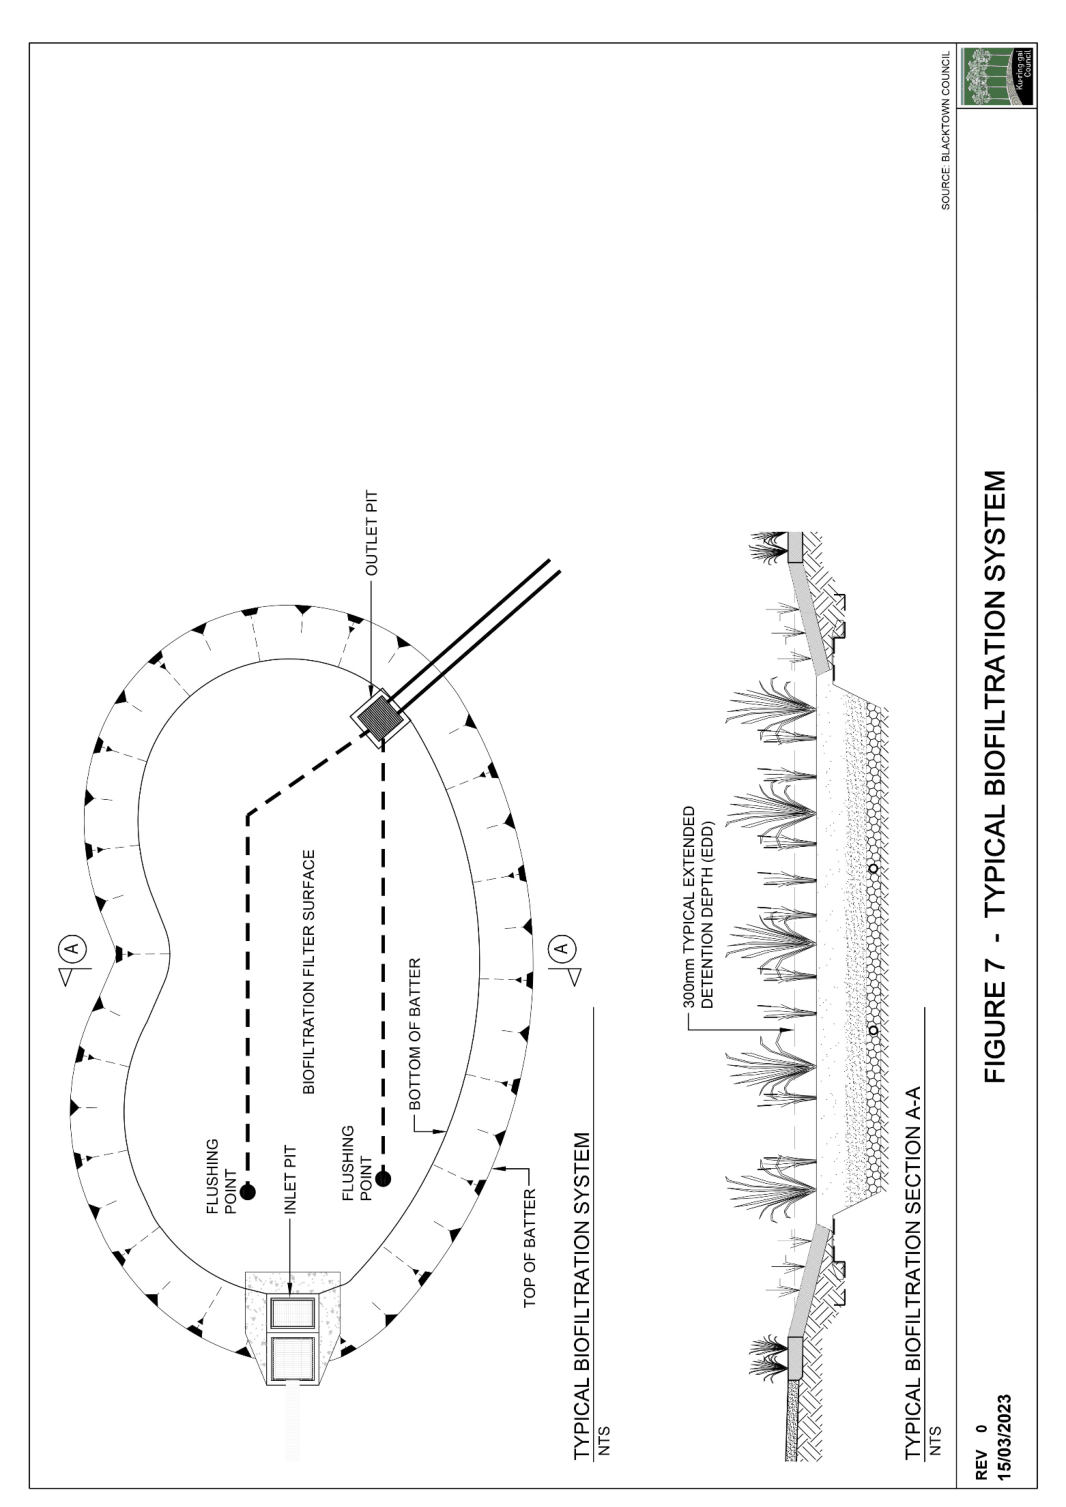 A
A
FLUSHING
POINT
INLET PIT
BIOFILTRATION FILTER SURFACE
FLUSHING
POINT
OUTLET PIT
BOTTOM OF BATTER
TOP OF BATTER
TYPICAL BIOFILTRATION SYSTEM
NTS
300mm TYPICAL EXTENDED
DETENTION DEPTH (EDD)
TYPICAL BIOFILTRATION SECTION A-A
NTS
SOURCE: BLACKTOWN COUNCIL
REV 0
15/03/2023
FIGURE 7 - TYPICAL BIOFILTRATION SYSTEM
Ku-ring-gai
Council